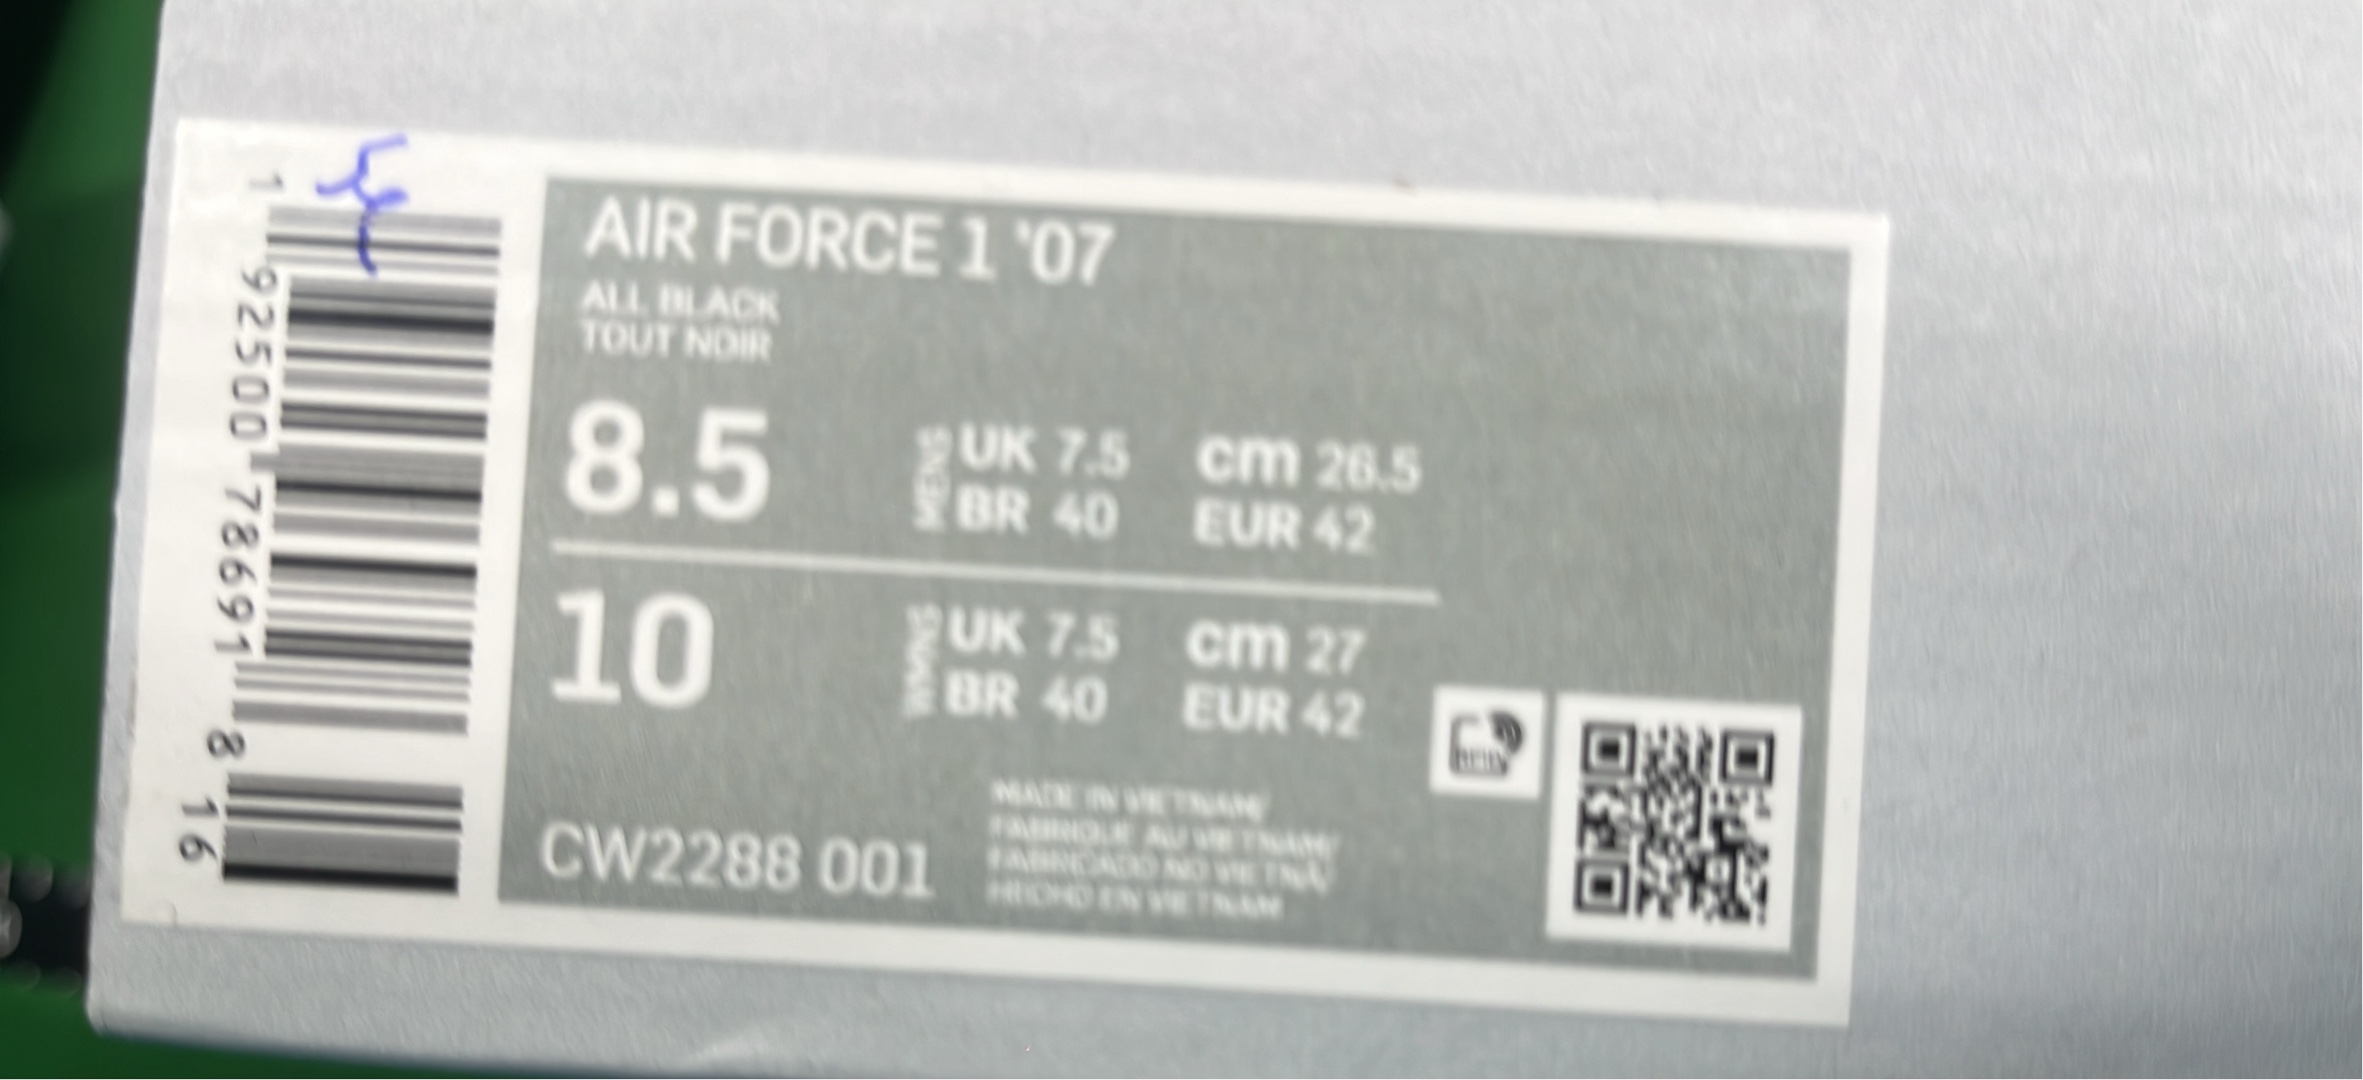 AIR FORCE 1 '07
ALL BLACK
TOUT NOIR
8.5
MENS
UK 7.5 cm 26.5
BR 40 EUR 42
10
WMNS
UK 7.5 cm 27
BR 40 EUR 42
CW2288 001
MADE IN VIETNAM/
FABRIQUE AU VIETNAM/
FABRICADO NO VIETNÃ/
HECHO EN VIETNAM
1 92500 78691 8 16